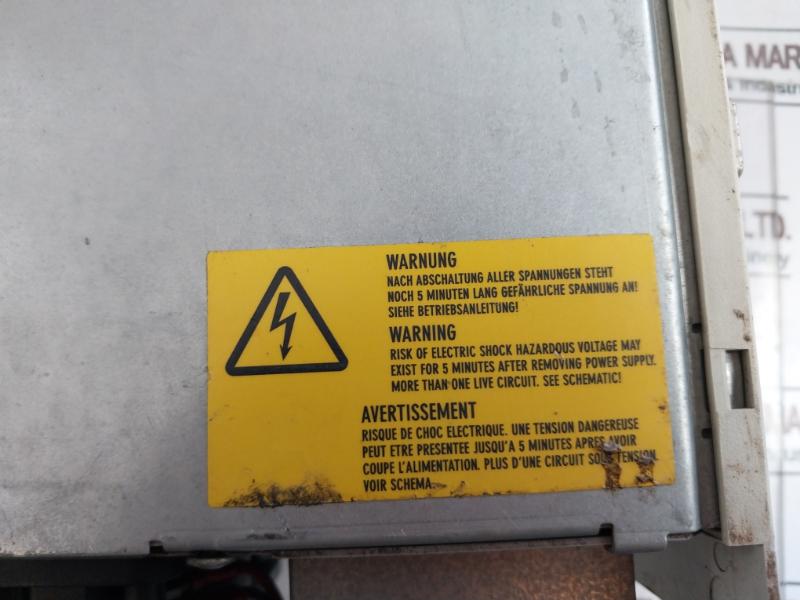 WARNUNG
NACH ABSCHALTUNG ALLER SPANNUNGEN STEHT
NOCH 5 MINUTEN LANG GEFÄHRLICHE SPANNUNG AN!
SIEHE BETRIEBSANLEITUNG!
WARNING
RISK OF ELECTRIC SHOCK HAZARDOUS VOLTAGE MAY
EXIST FOR 5 MINUTES AFTER REMOVING POWER SUPPLY.
MORE THAN ONE LIVE CIRCUIT. SEE SCHEMATIC!
AVERTISSEMENT
RISQUE DE CHOC ELECTRIQUE. UNE TENSION DANGEREUSE
PEUT ETRE PRESENTEE JUSQU'A 5 MINUTES APRES AVOIR
COUPE L'ALIMENTATION. PLUS D'UNE CIRCUIT SOUS TENSION.
VOIR SCHEMA.
A MAR
LTD.